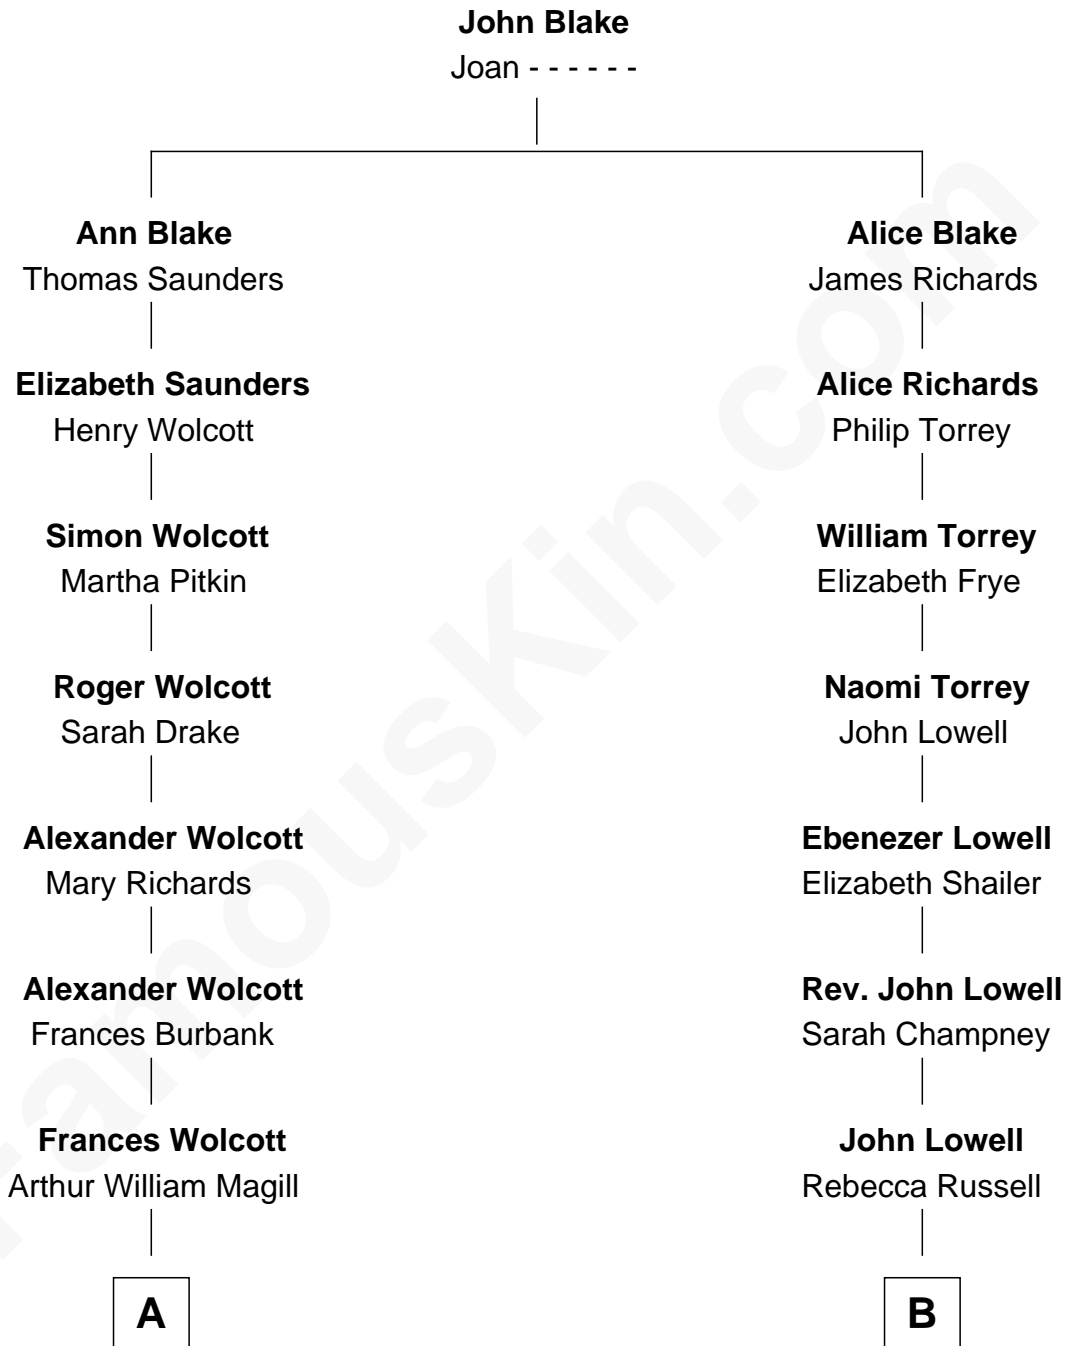 John Blake
Joan - - - - - -
Ann Blake
Thomas Saunders
Alice Blake
James Richards
Elizabeth Saunders
Henry Wolcott
Alice Richards
Philip Torrey
Simon Wolcott
Martha Pitkin
William Torrey
Elizabeth Frye
Roger Wolcott
Sarah Drake
Naomi Torrey
John Lowell
Alexander Wolcott
Mary Richards
Ebenezer Lowell
Elizabeth Shailer
Alexander Wolcott
Frances Burbank
Rev. John Lowell
Sarah Champney
Frances Wolcott
Arthur William Magill
John Lowell
Rebecca Russell
A
B
FamousKin.com